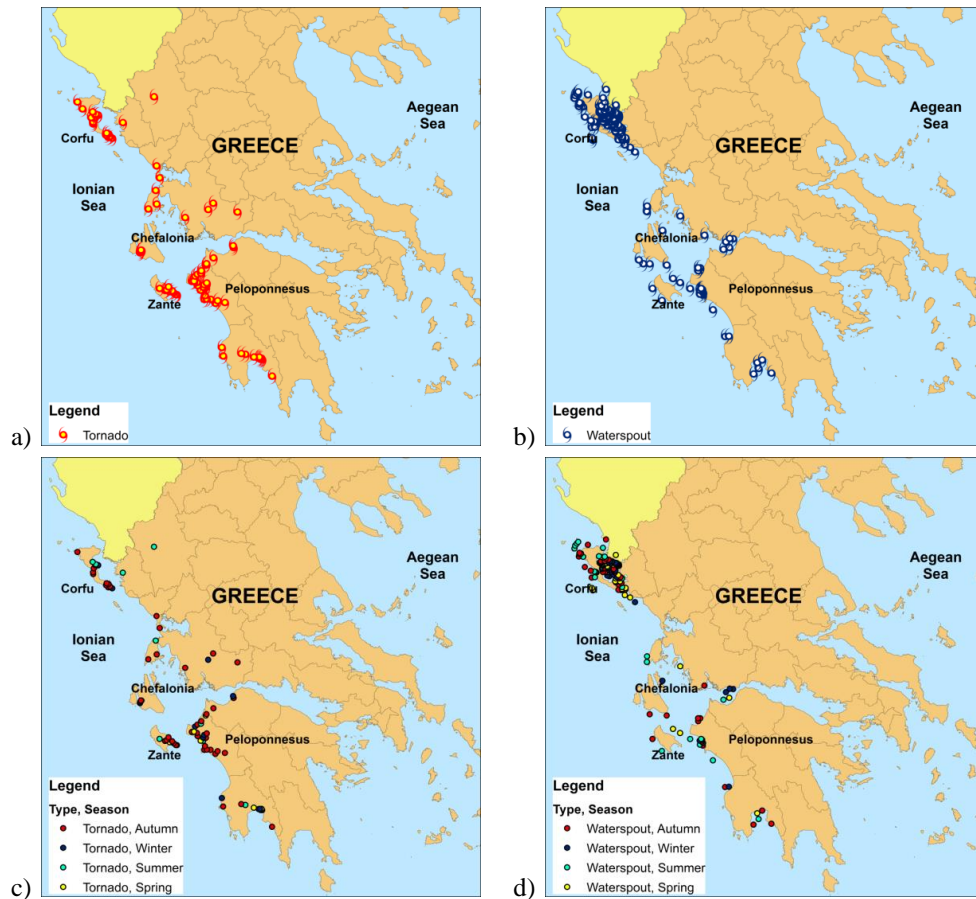 GREECE
Aegean
Sea
Corfu
Ionian
Sea
Chefalonia
Zante
Peloponnesus
Legend
Tornado
a)
GREECE
Aegean
Sea
Corfu
Ionian
Sea
Chefalonia
Zante
Peloponnesus
Legend
Waterspout
b)
GREECE
Aegean
Sea
Corfu
Ionian
Sea
Chefalonia
Zante
Peloponnesus
Legend
Type, Season
Tornado, Autumn
Tornado, Winter
Tornado, Summer
Tornado, Spring
c)
GREECE
Aegean
Sea
Corfu
Ionian
Sea
Chefalonia
Zante
Peloponnesus
Legend
Type, Season
Waterspout, Autumn
Waterspout, Winter
Waterspout, Summer
Waterspout, Spring
d)